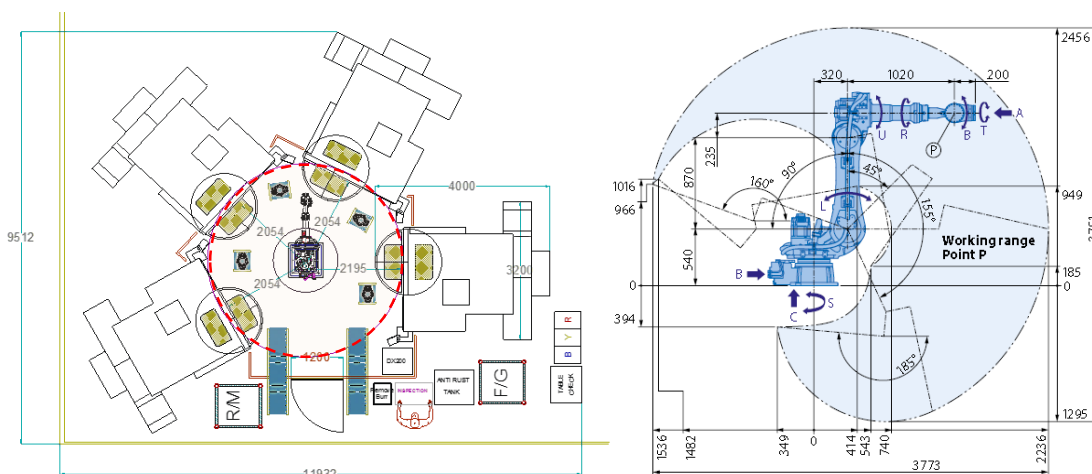 9512
4000
3200
2054
2054
2054
2195
1200
R
Y
B
DX200
R/M
INSPECTION
ANTI RUST
TANK
F/G
TABLE
CHECK
320
1020
200
2456
235
870
540
1016
966
0
394
160°
90°
45°
155°
185°
U
R
B
T
A
P
L
B
C
S
Working range
Point P
949
185
0
1295
1536
1482
349
0
414
543
740
2236
3773